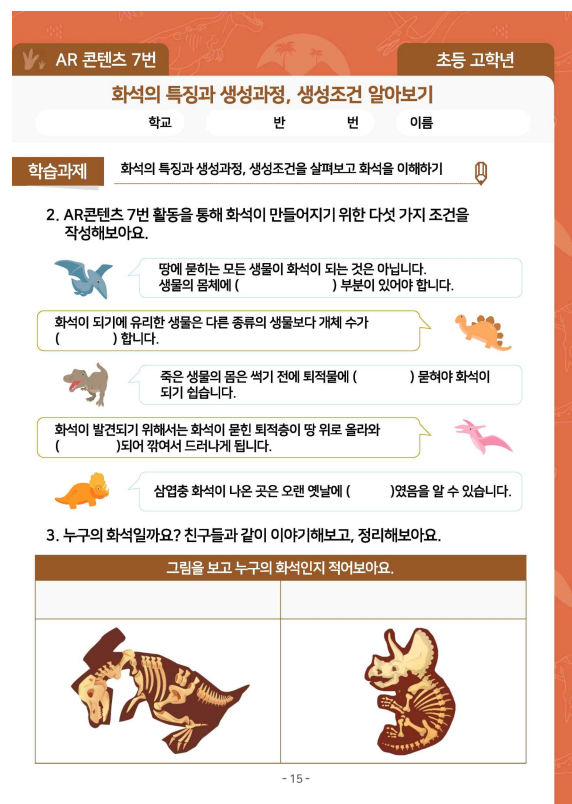 AR 콘텐츠 7번
초등 고학년
화석의 특징과 생성과정, 생성조건 알아보기
학교 반 번 이름
학습과제
화석의 특징과 생성과정, 생성조건을 살펴보고 화석을 이해하기
2. AR콘텐츠 7번 활동을 통해 화석이 만들어지기 위한 다섯 가지 조건을
작성해보아요.
땅에 묻히는 모든 생물이 화석이 되는 것은 아닙니다.
생물의 몸체에 ( ) 부분이 있어야 합니다.
화석이 되기에 유리한 생물은 다른 종류의 생물보다 개체 수가
( ) 합니다.
죽은 생물의 몸은 썩기 전에 퇴적물에 ( ) 묻혀야 화석이
되기 쉽습니다.
화석이 발견되기 위해서는 화석이 묻힌 퇴적층이 땅 위로 올라와
( )되어 깎여서 드러나게 됩니다.
삼엽충 화석이 나온 곳은 오랜 옛날에 ( )였음을 알 수 있습니다.
3. 누구의 화석일까요? 친구들과 같이 이야기해보고, 정리해보아요.
그림을 보고 누구의 화석인지 적어보아요.
- 15 -